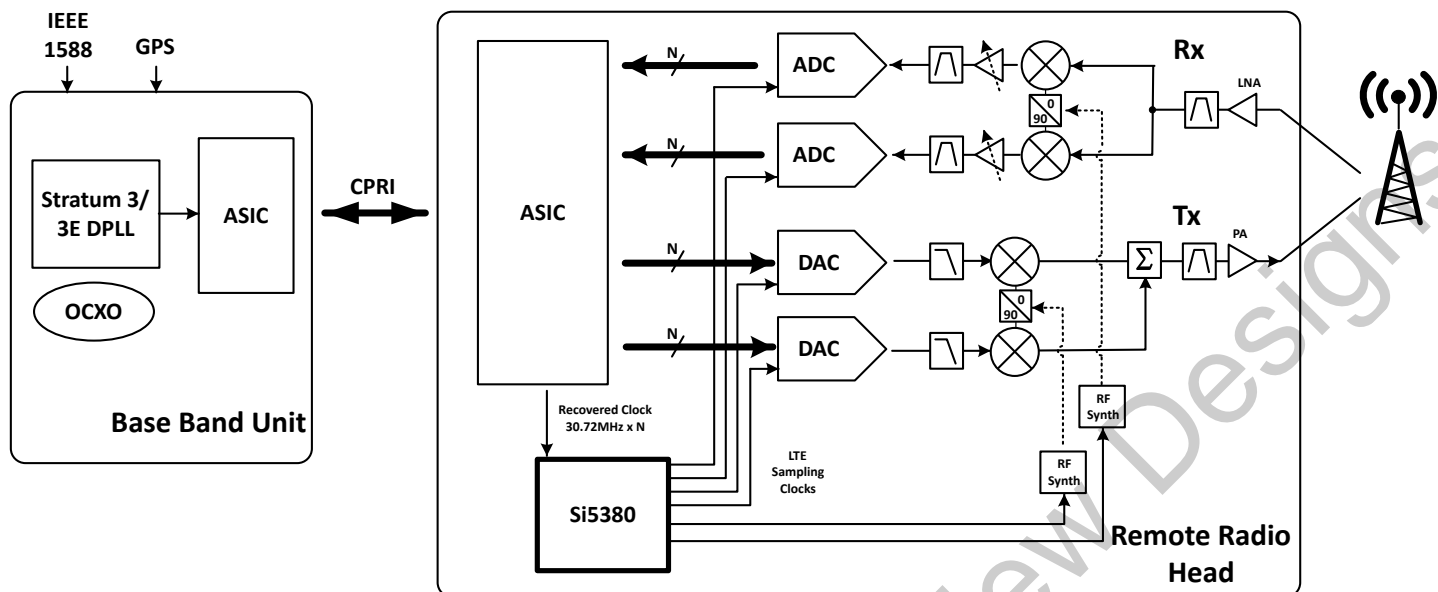 IEEE
1588
GPS
Stratum 3/
3E DPLL
ASIC
OCXO
Base Band Unit
CPRI
ASIC
N
N
N
N
ADC
ADC
DAC
DAC
0
90
0
90
Rx
LNA
Tx
PA
Σ
Recovered Clock
30.72MHz x N
Si5380
LTE
Sampling
Clocks
RF
Synth
RF
Synth
Remote Radio
Head
Designs